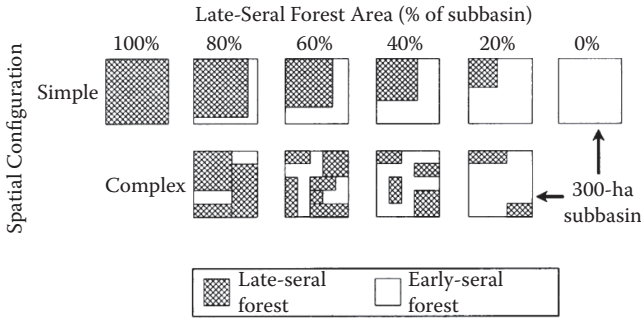 Late-Seral Forest Area (% of subbasin)
100% 80% 60% 40% 20% 0%
Spatial Configuration
Simple
Complex
300-ha
subbasin
Late-seral
forest
Early-seral
forest